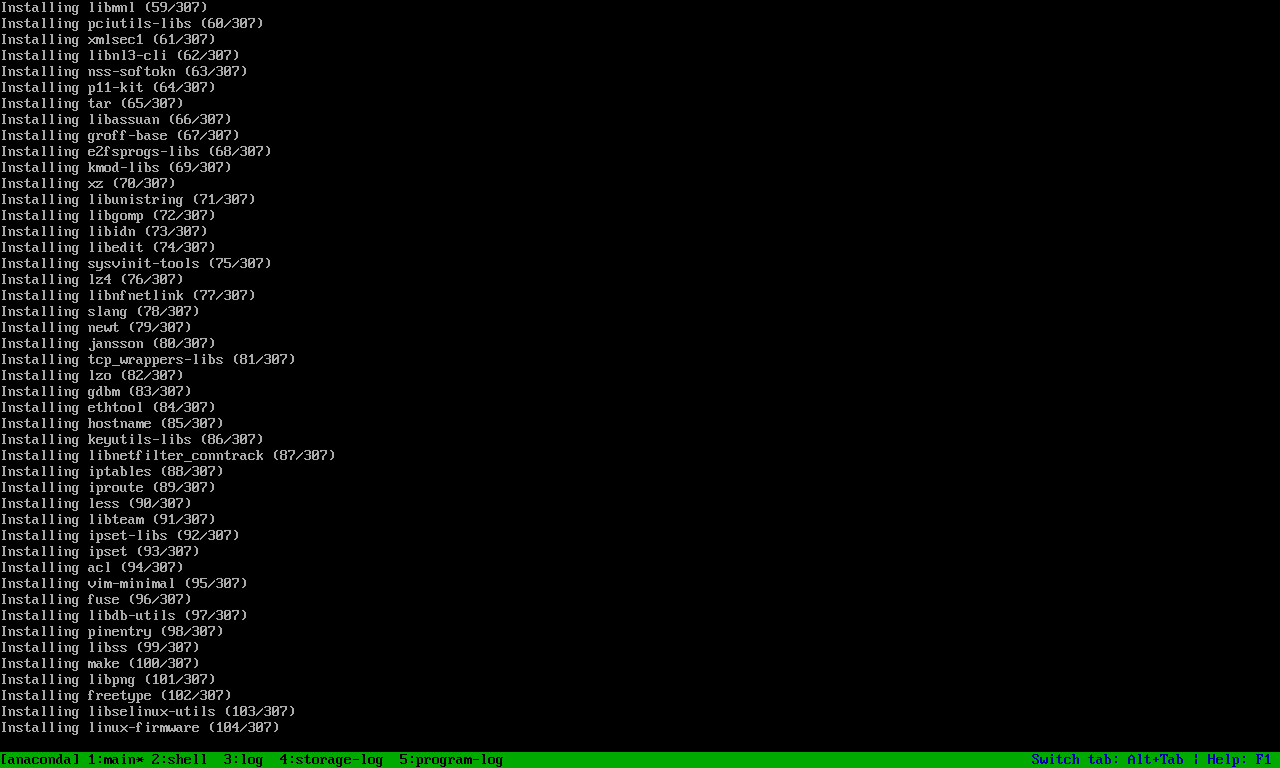 Installing libmnl (59/307)
Installing pciutils-libs (60/307)
Installing xmlsec1 (61/307)
Installing libnl3-cli (62/307)
Installing nss-softokn (63/307)
Installing p11-kit (64/307)
Installing tar (65/307)
Installing libassuan (66/307)
Installing groff-base (67/307)
Installing e2fsprogs-libs (68/307)
Installing kmod-libs (69/307)
Installing xz (70/307)
Installing libunistring (71/307)
Installing libgomp (72/307)
Installing libidn (73/307)
Installing libedit (74/307)
Installing sysvinit-tools (75/307)
Installing lz4 (76/307)
Installing libnfnetlink (77/307)
Installing slang (78/307)
Installing newt (79/307)
Installing jansson (80/307)
Installing tcp_wrappers-libs (81/307)
Installing lzo (82/307)
Installing gdbm (83/307)
Installing ethtool (84/307)
Installing hostname (85/307)
Installing keyutils-libs (86/307)
Installing libnetfilter_conntrack (87/307)
Installing iptables (88/307)
Installing iproute (89/307)
Installing less (90/307)
Installing libteam (91/307)
Installing ipset-libs (92/307)
Installing ipset (93/307)
Installing acl (94/307)
Installing vim-minimal (95/307)
Installing fuse (96/307)
Installing libdb-utils (97/307)
Installing pinentry (98/307)
Installing libss (99/307)
Installing make (100/307)
Installing libpng (101/307)
Installing freetype (102/307)
Installing libselinux-utils (103/307)
Installing linux-firmware (104/307)
[anaconda] 1:main* 2:shell  3:log  4:storage-log  5:program-log Switch tab: Alt+Tab | Help: F1